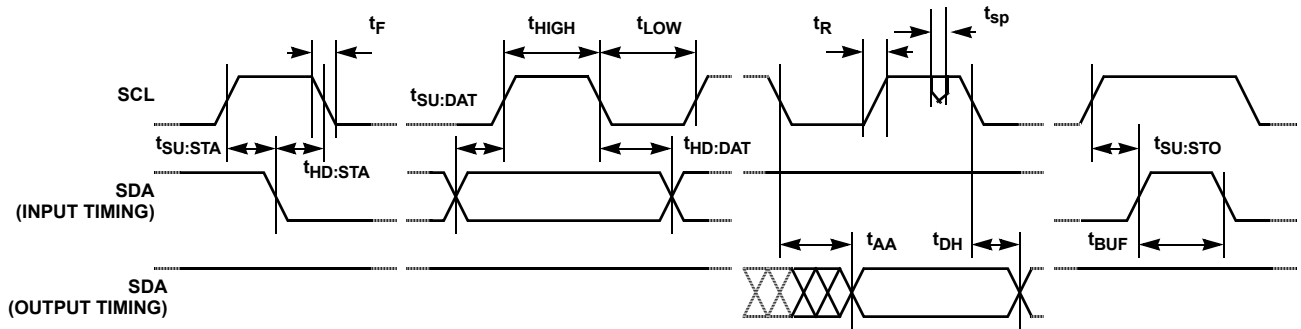 tF
tHIGH
tLOW
tR
tsp
SCL
tSU:DAT
tSU:STA
tHD:STA
tHD:DAT
tSU:STO
SDA
(INPUT TIMING)
tAA
tDH
tBUF
SDA
(OUTPUT TIMING)